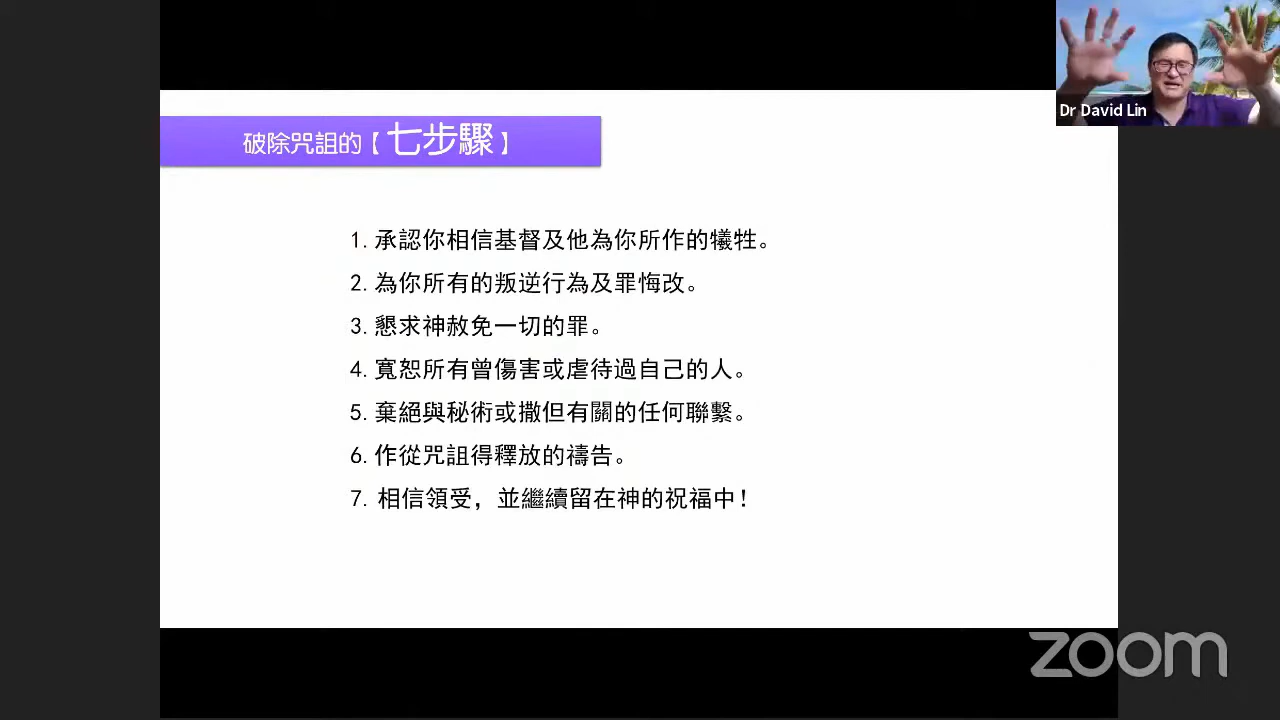 Dr David Lin
破除咒詛的【七步驟】
1. 承認你相信基督及他為你所作的犧牲。
2. 為你所有的叛逆行為及罪悔改。
3. 懇求神赦免一切的罪。
4. 寬恕所有曾傷害或虐待過自己的人。
5. 棄絕與秘術或撒但有關的任何聯繫。
6. 作從咒詛得釋放的禱告。
7. 相信領受，並繼續留在神的祝福中！
zoom